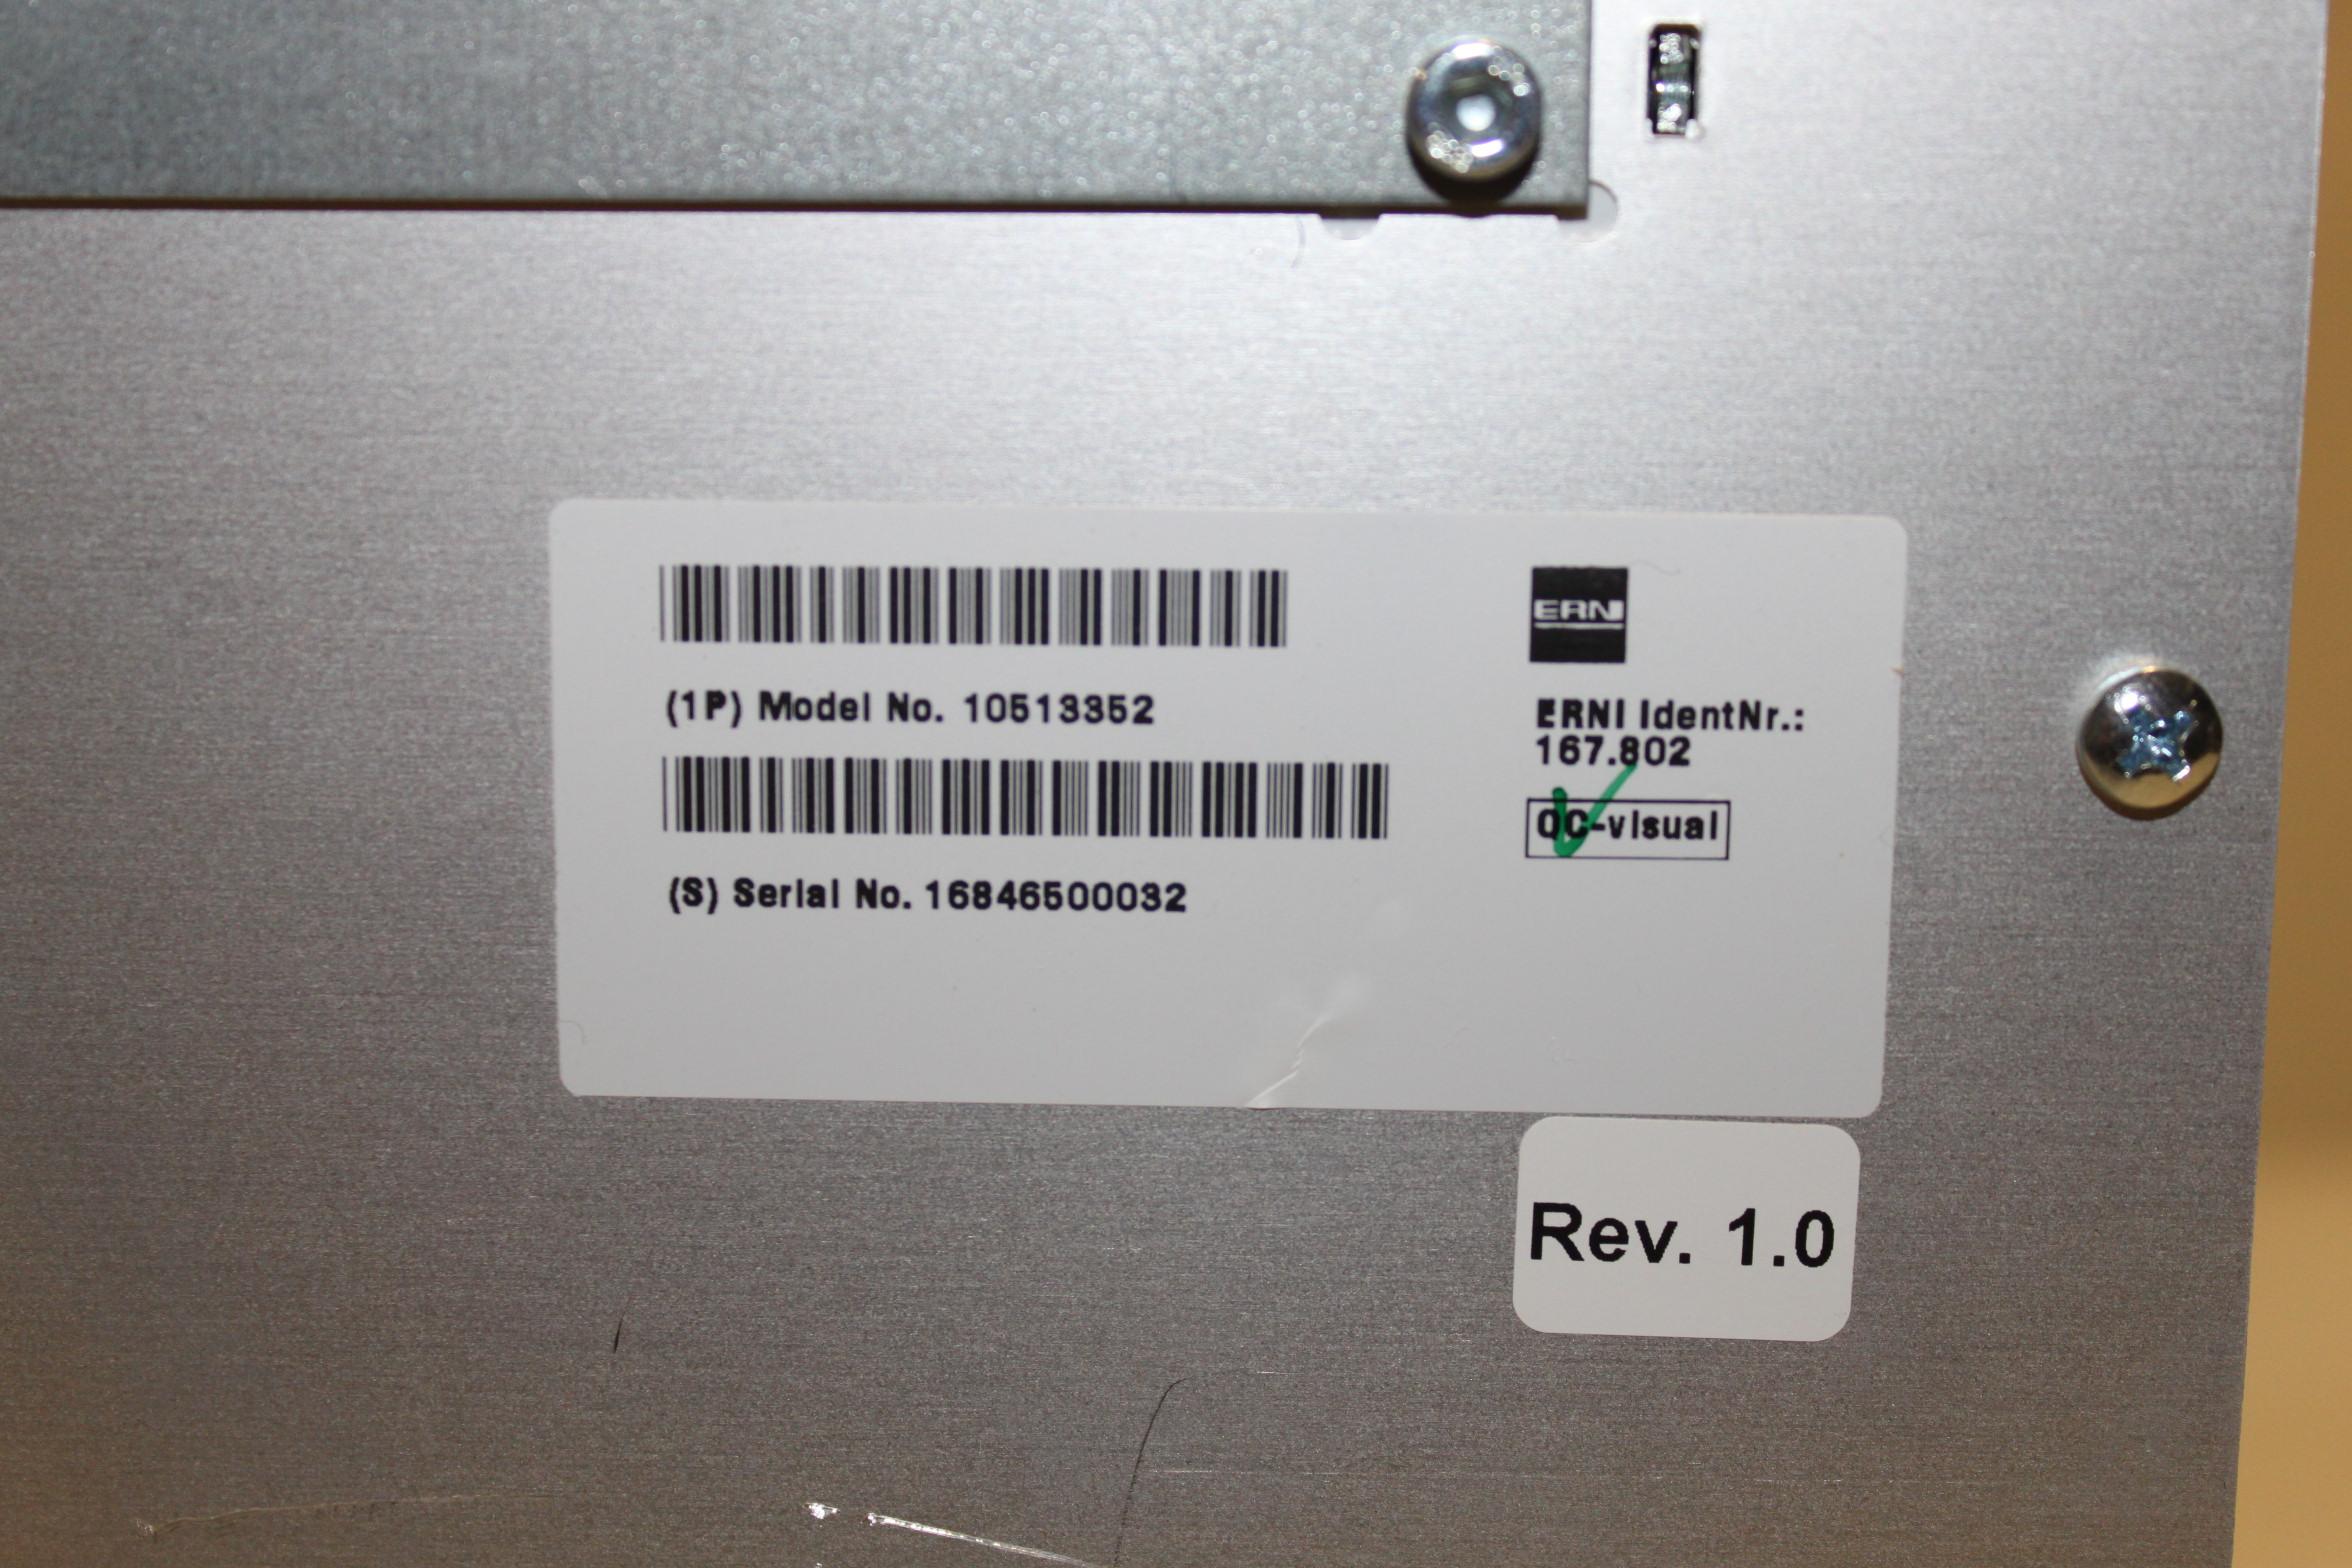 (1P) Model No. 10513352
(S) Serial No. 16846500032
ERNI
ERNI IdentNr.:
167.802
QC-visual
Rev. 1.0